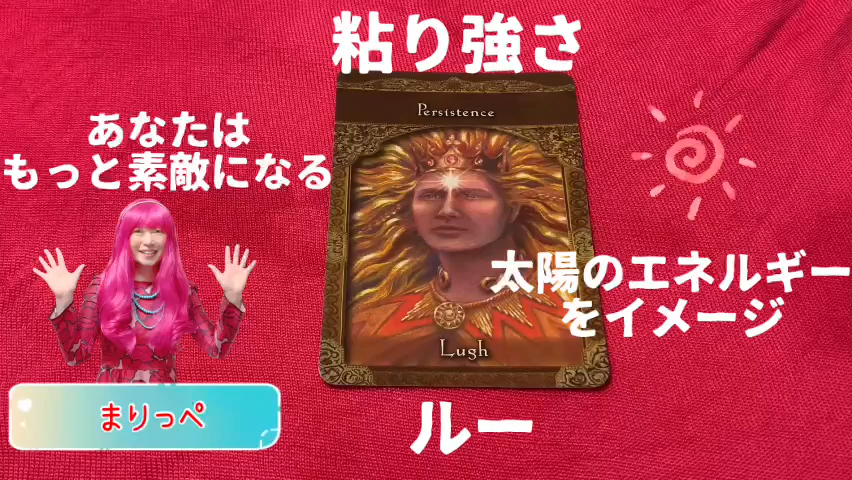 粘り強さ
Persistence
あなたは
もっと素敵になる
太陽のエネルギー
をイメージ
Lugh
まりっぺ
ルー